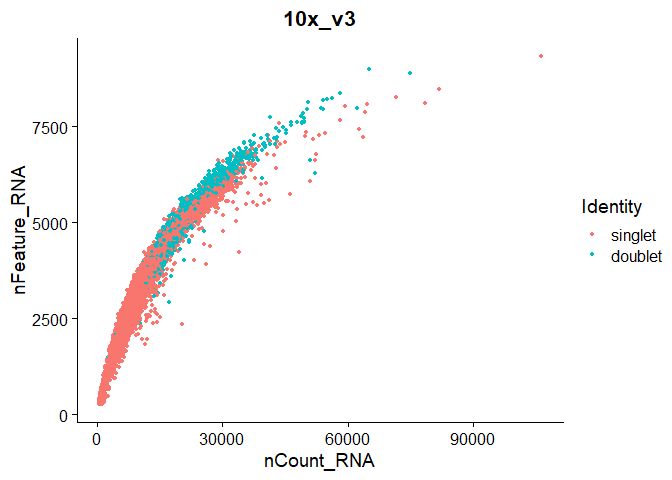 10x_v3
nFeature_RNA
7500
5000
2500
0
0
30000
60000
90000
nCount_RNA
Identity
singlet
doublet